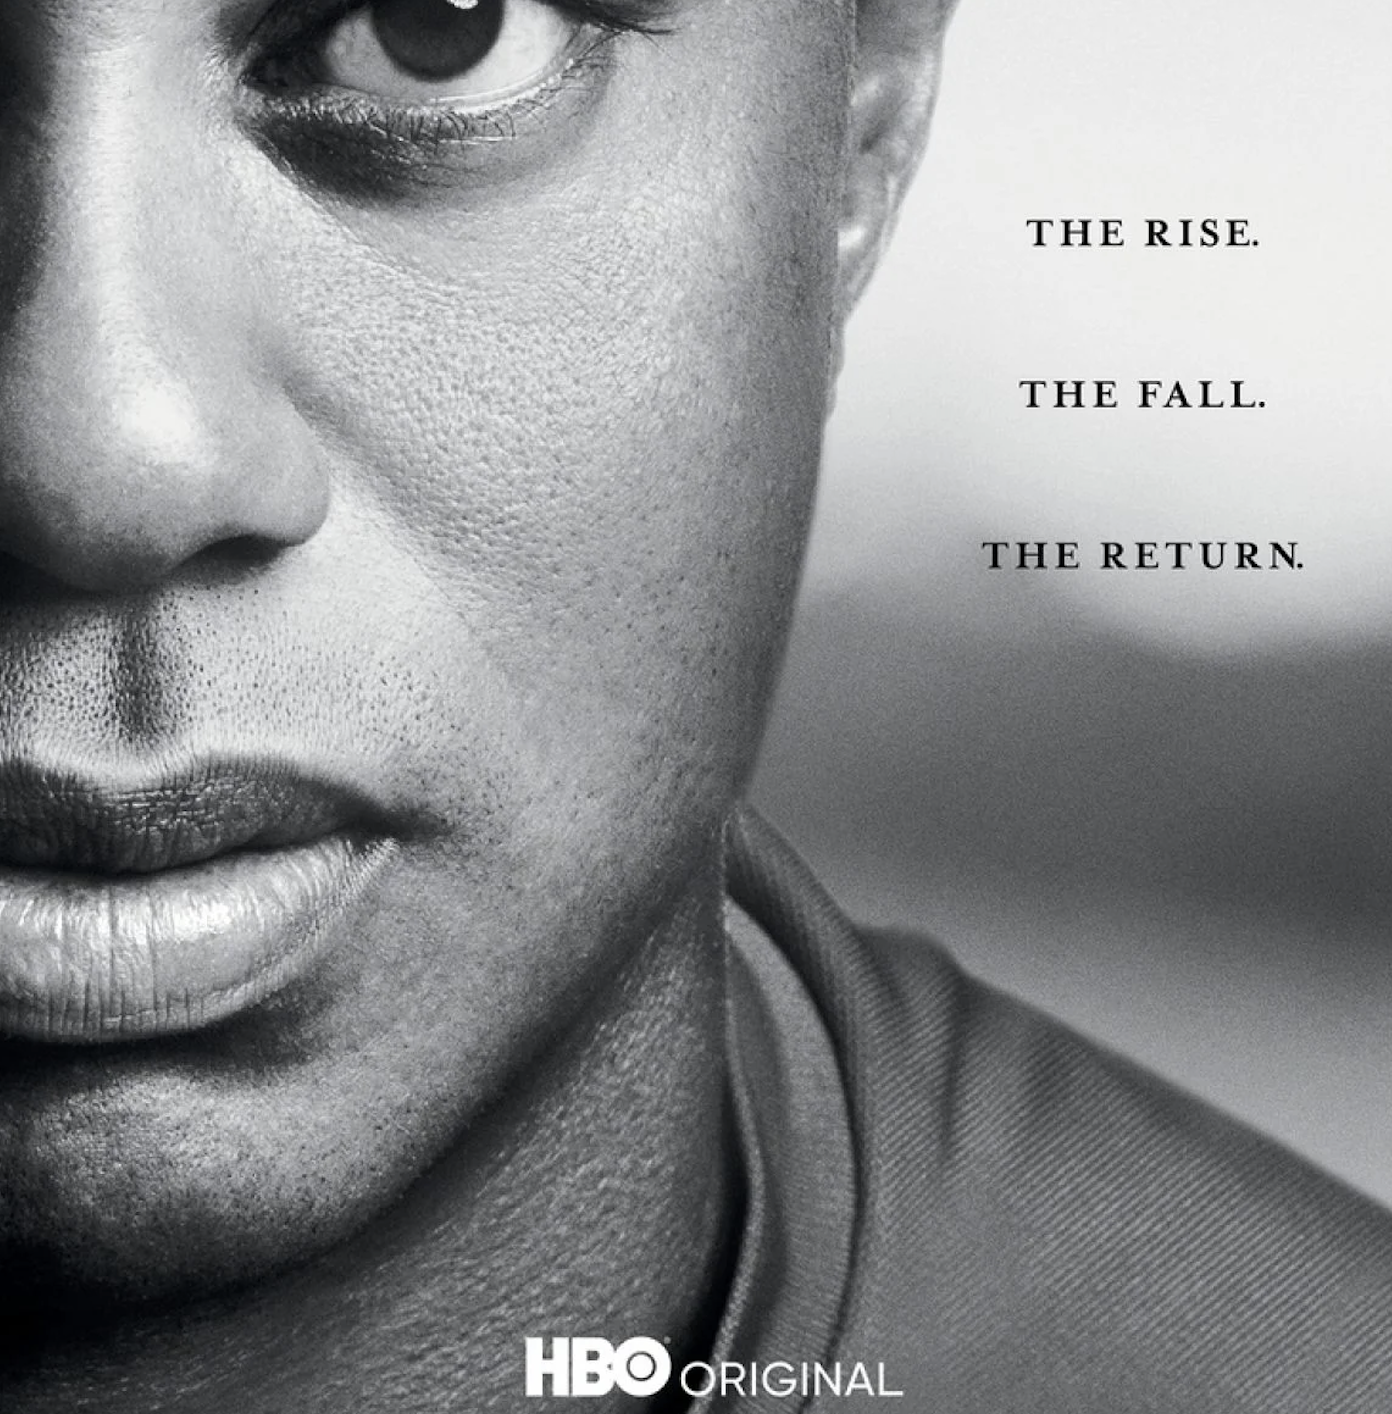 THE RISE.
THE FALL.
THE RETURN.
HBO ORIGINAL